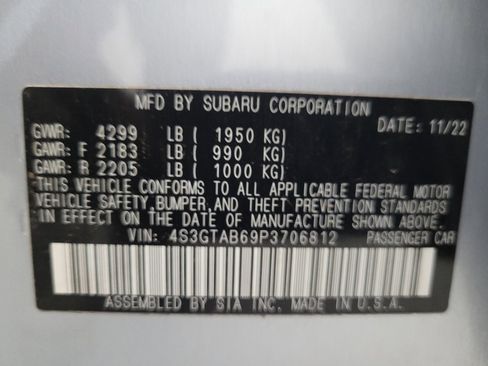 MFD BY SUBARU CORPORATION
DATE: 11/22
GVWR: 4299 LB ( 1950 KG)
GAWR: F 2183 LB ( 990 KG)
GAWR: R 2205 LB ( 1000 KG)
THIS VEHICLE CONFORMS TO ALL APPLICABLE FEDERAL MOTOR
VEHICLE SAFETY,BUMPER,AND THEFT PREVENTION STANDARDS
IN EFFECT ON THE DATE OF MANUFACTURE SHOWN ABOVE.
VIN: 4S3GTAB69P3706812 PASSENGER CAR
ASSEMBLED BY SIA INC. MADE IN U.S.A.